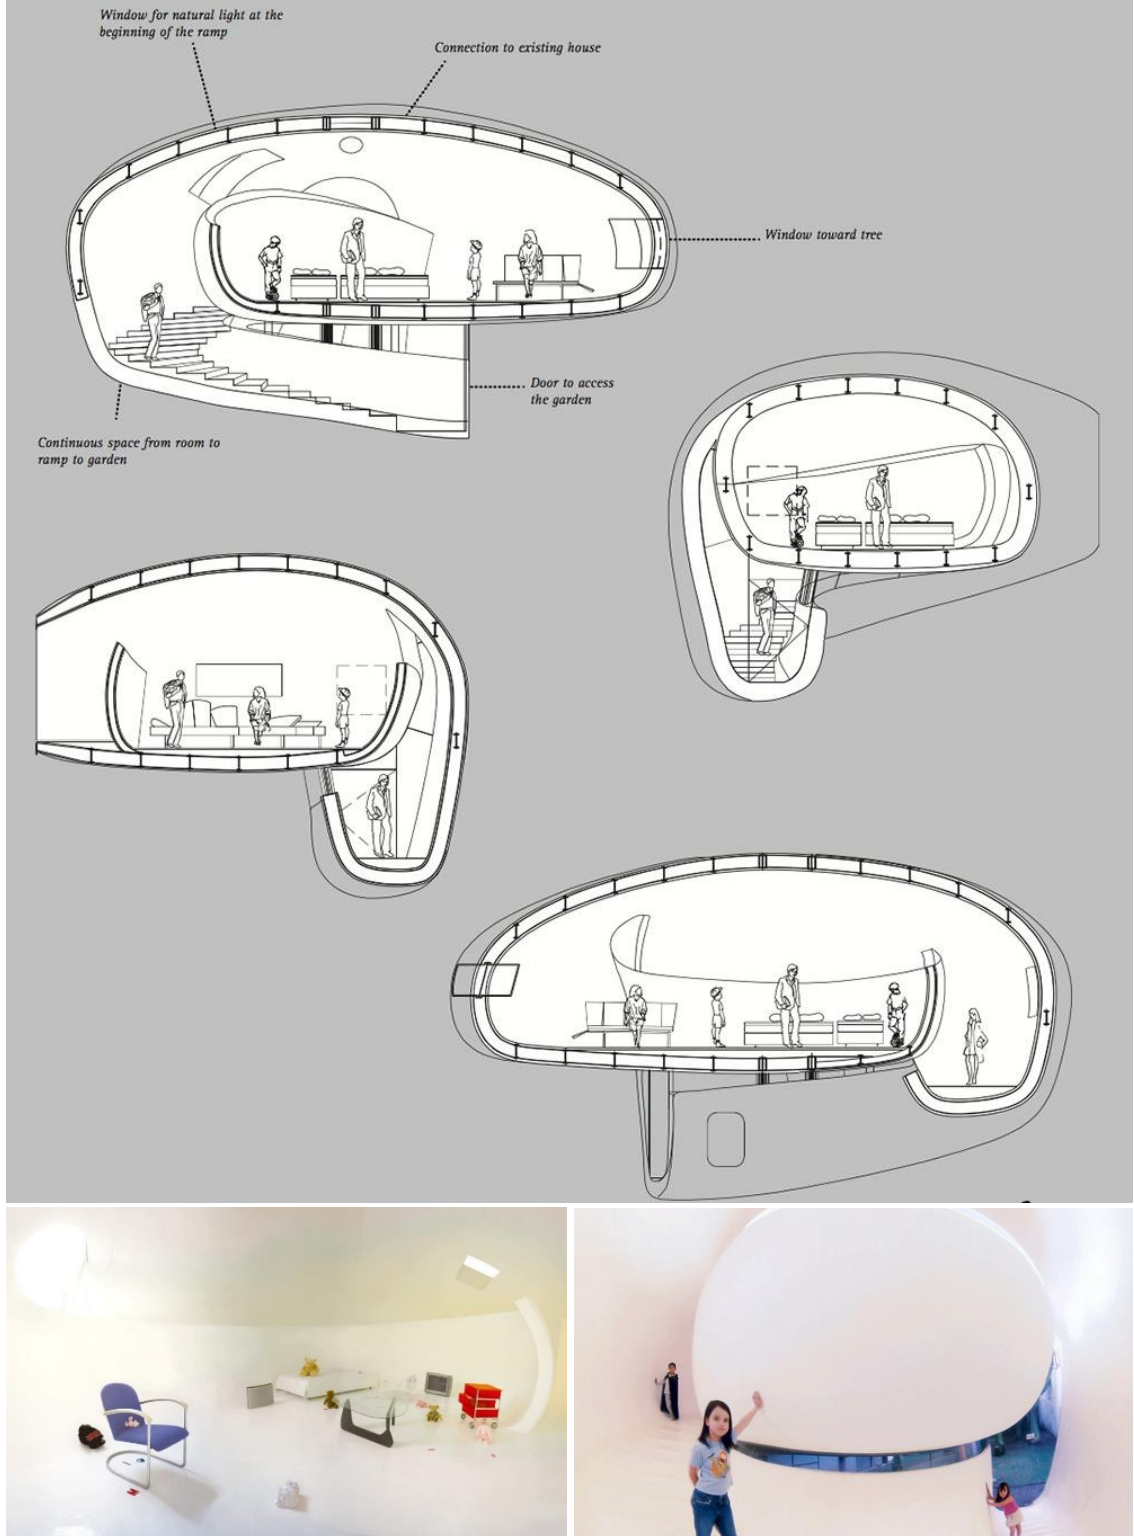 Window for natural light at the
beginning of the ramp
Connection to existing house
Window toward tree
Door to access
the garden
Continuous space from room to
ramp to garden